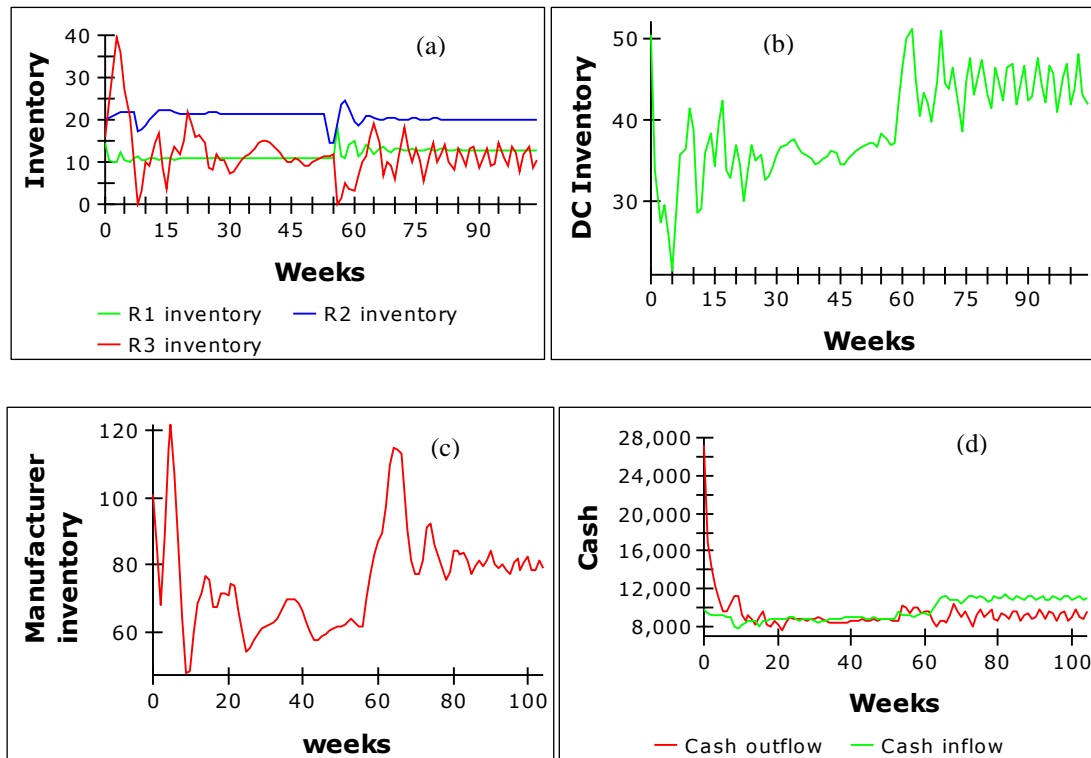 (a)
Inventory
40
30
20
10
0
0 15 30 45 60 75 90
Weeks
R1 inventory R2 inventory
R3 inventory
(b)
DC Inventory
50
40
30
0 15 30 45 60 75 90
Weeks
(c)
Manufacturer
inventory
120
100
80
60
0 20 40 60 80 100
weeks
(d)
Cash
28,000
24,000
20,000
16,000
12,000
8,000
0 20 40 60 80 100
Weeks
Cash outflow Cash inflow